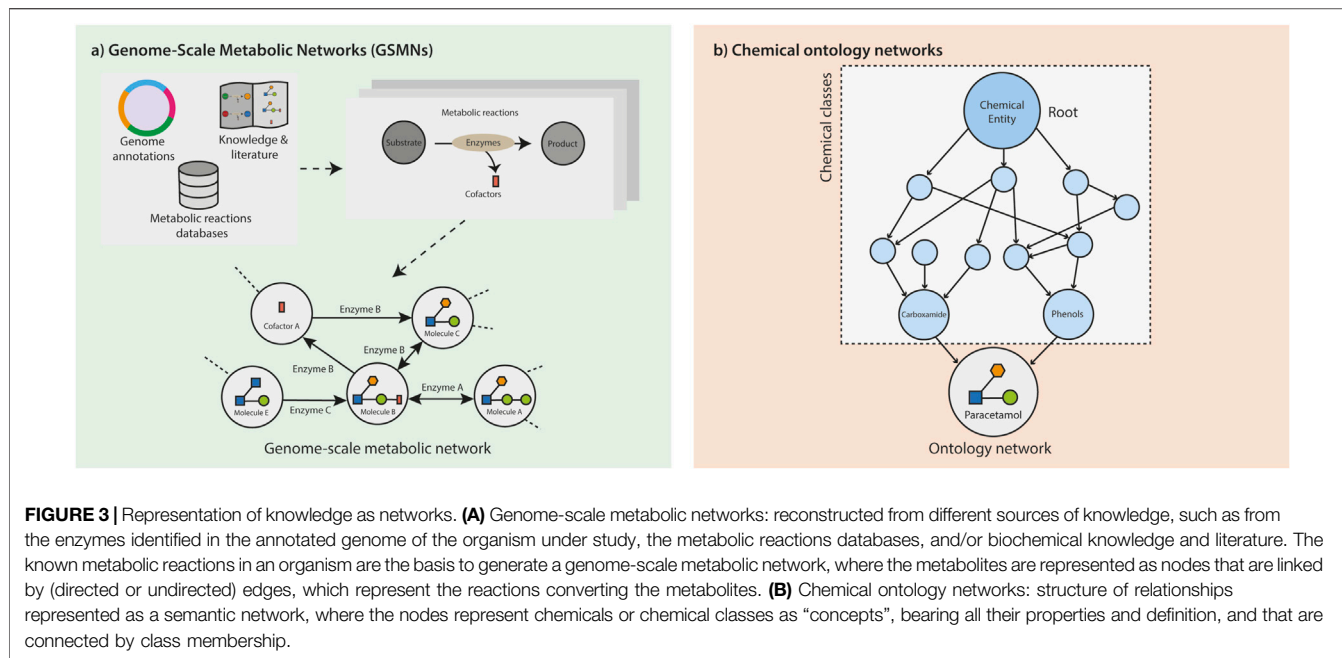 a) Genome-Scale Metabolic Networks (GSMNs)
Genome
annotations
Knowledge &
literature
Metabolic reactions
databases
Metabolic reactions
Substrate
Enzymes
Product
Cofactors
Cofactor A
Enzyme B
Molecule C
Enzyme B
Enzyme B
Molecule E
Enzyme C
Molecule B
Enzyme A
Molecule A
Genome-scale metabolic network
b) Chemical ontology networks
Chemical classes
Chemical
Entity
Root
Carboxamide
Phenols
Paracetamol
Ontology network
FIGURE 3 | Representation of knowledge as networks. (A) Genome-scale metabolic networks: reconstructed from different sources of knowledge, such as from
the enzymes identified in the annotated genome of the organism under study, the metabolic reactions databases, and/or biochemical knowledge and literature. The
known metabolic reactions in an organism are the basis to generate a genome-scale metabolic network, where the metabolites are represented as nodes that are linked
by (directed or undirected) edges, which represent the reactions converting the metabolites. (B) Chemical ontology networks: structure of relationships
represented as a semantic network, where the nodes represent chemicals or chemical classes as “concepts”, bearing all their properties and definition, and that are
connected by class membership.